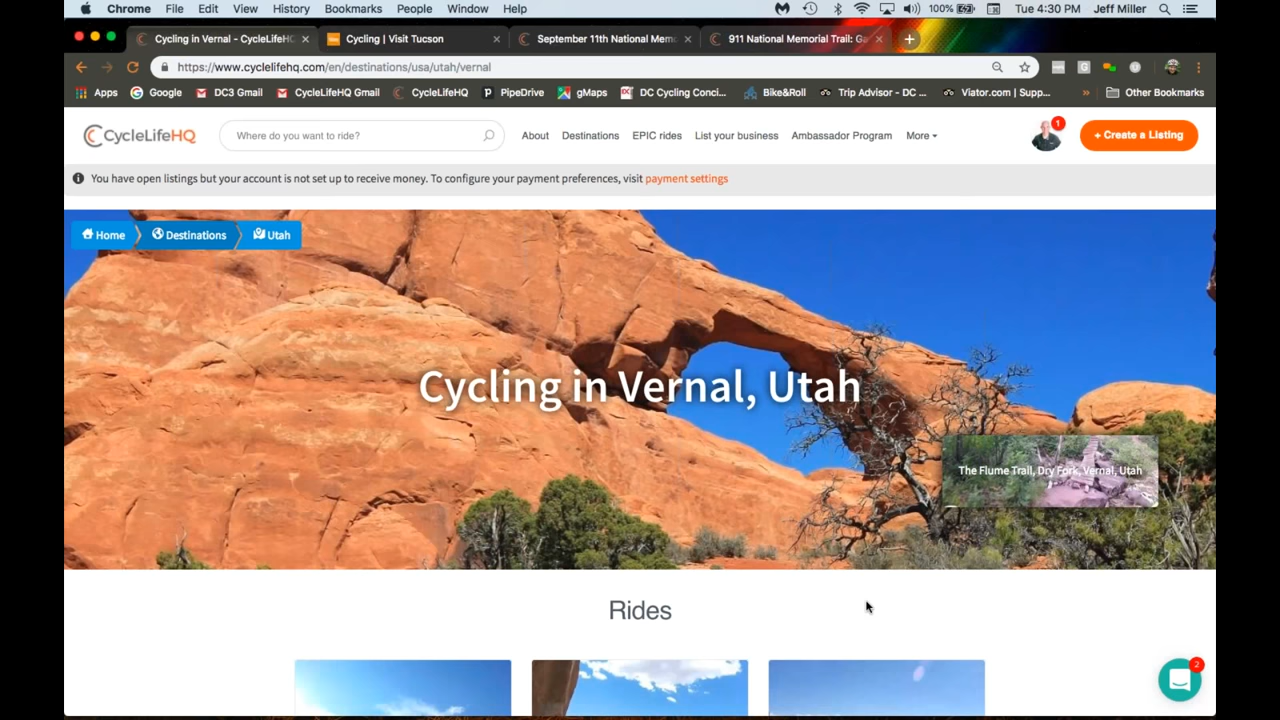 Chrome File Edit View History Bookmarks People Window Help 100% Tue 4:30 PM Jeff Miller
Cycling in Vernal - CycleLifeHQ Cycling | Visit Tucson September 11th National Mem 911 National Memorial Trail: Ga
https://www.cyclelifehq.com/en/destinations/usa/utah/vernal
Apps Google DC3 Gmail CycleLifeHQ Gmail CycleLifeHQ PipeDrive gMaps DC Cycling Conci... Bike&Roll Trip Advisor - DC ... Viator.com | Supp... » Other Bookmarks
CycleLifeHQ Where do you want to ride? About Destinations EPIC rides List your business Ambassador Program More 1 + Create a Listing
You have open listings but your account is not set up to receive money. To configure your payment preferences, visit payment settings
Home Destinations Utah
Cycling in Vernal, Utah
The Flume Trail, Dry Fork, Vernal, Utah
Rides
2